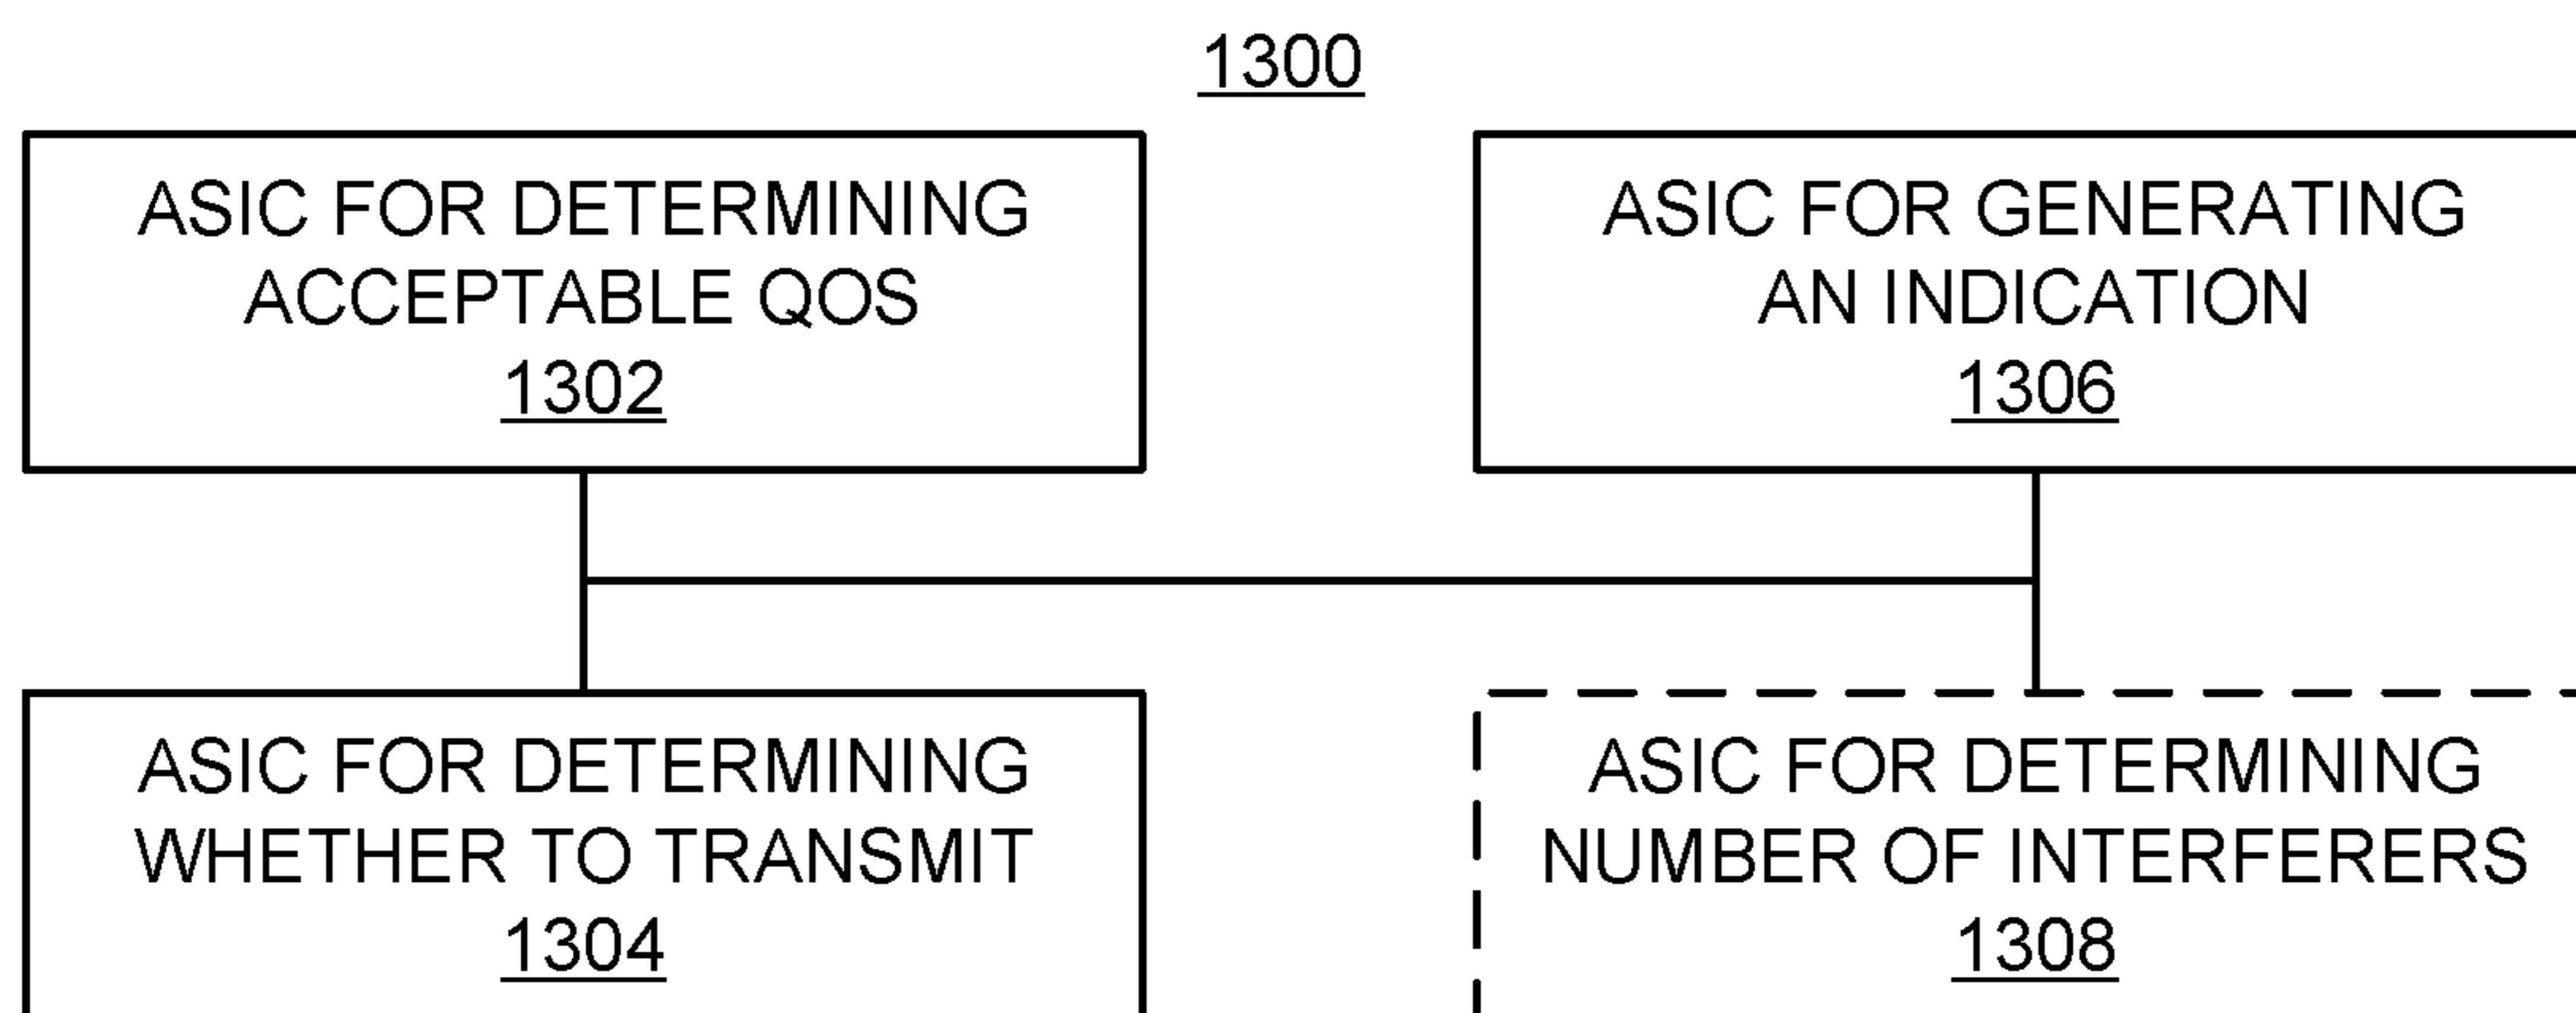 1300
ASIC FOR DETERMINING
ACCEPTABLE QOS
1302
ASIC FOR GENERATING
AN INDICATION
1306
ASIC FOR DETERMINING
WHETHER TO TRANSMIT
1304
ASIC FOR DETERMINING
NUMBER OF INTERFERERS
1308